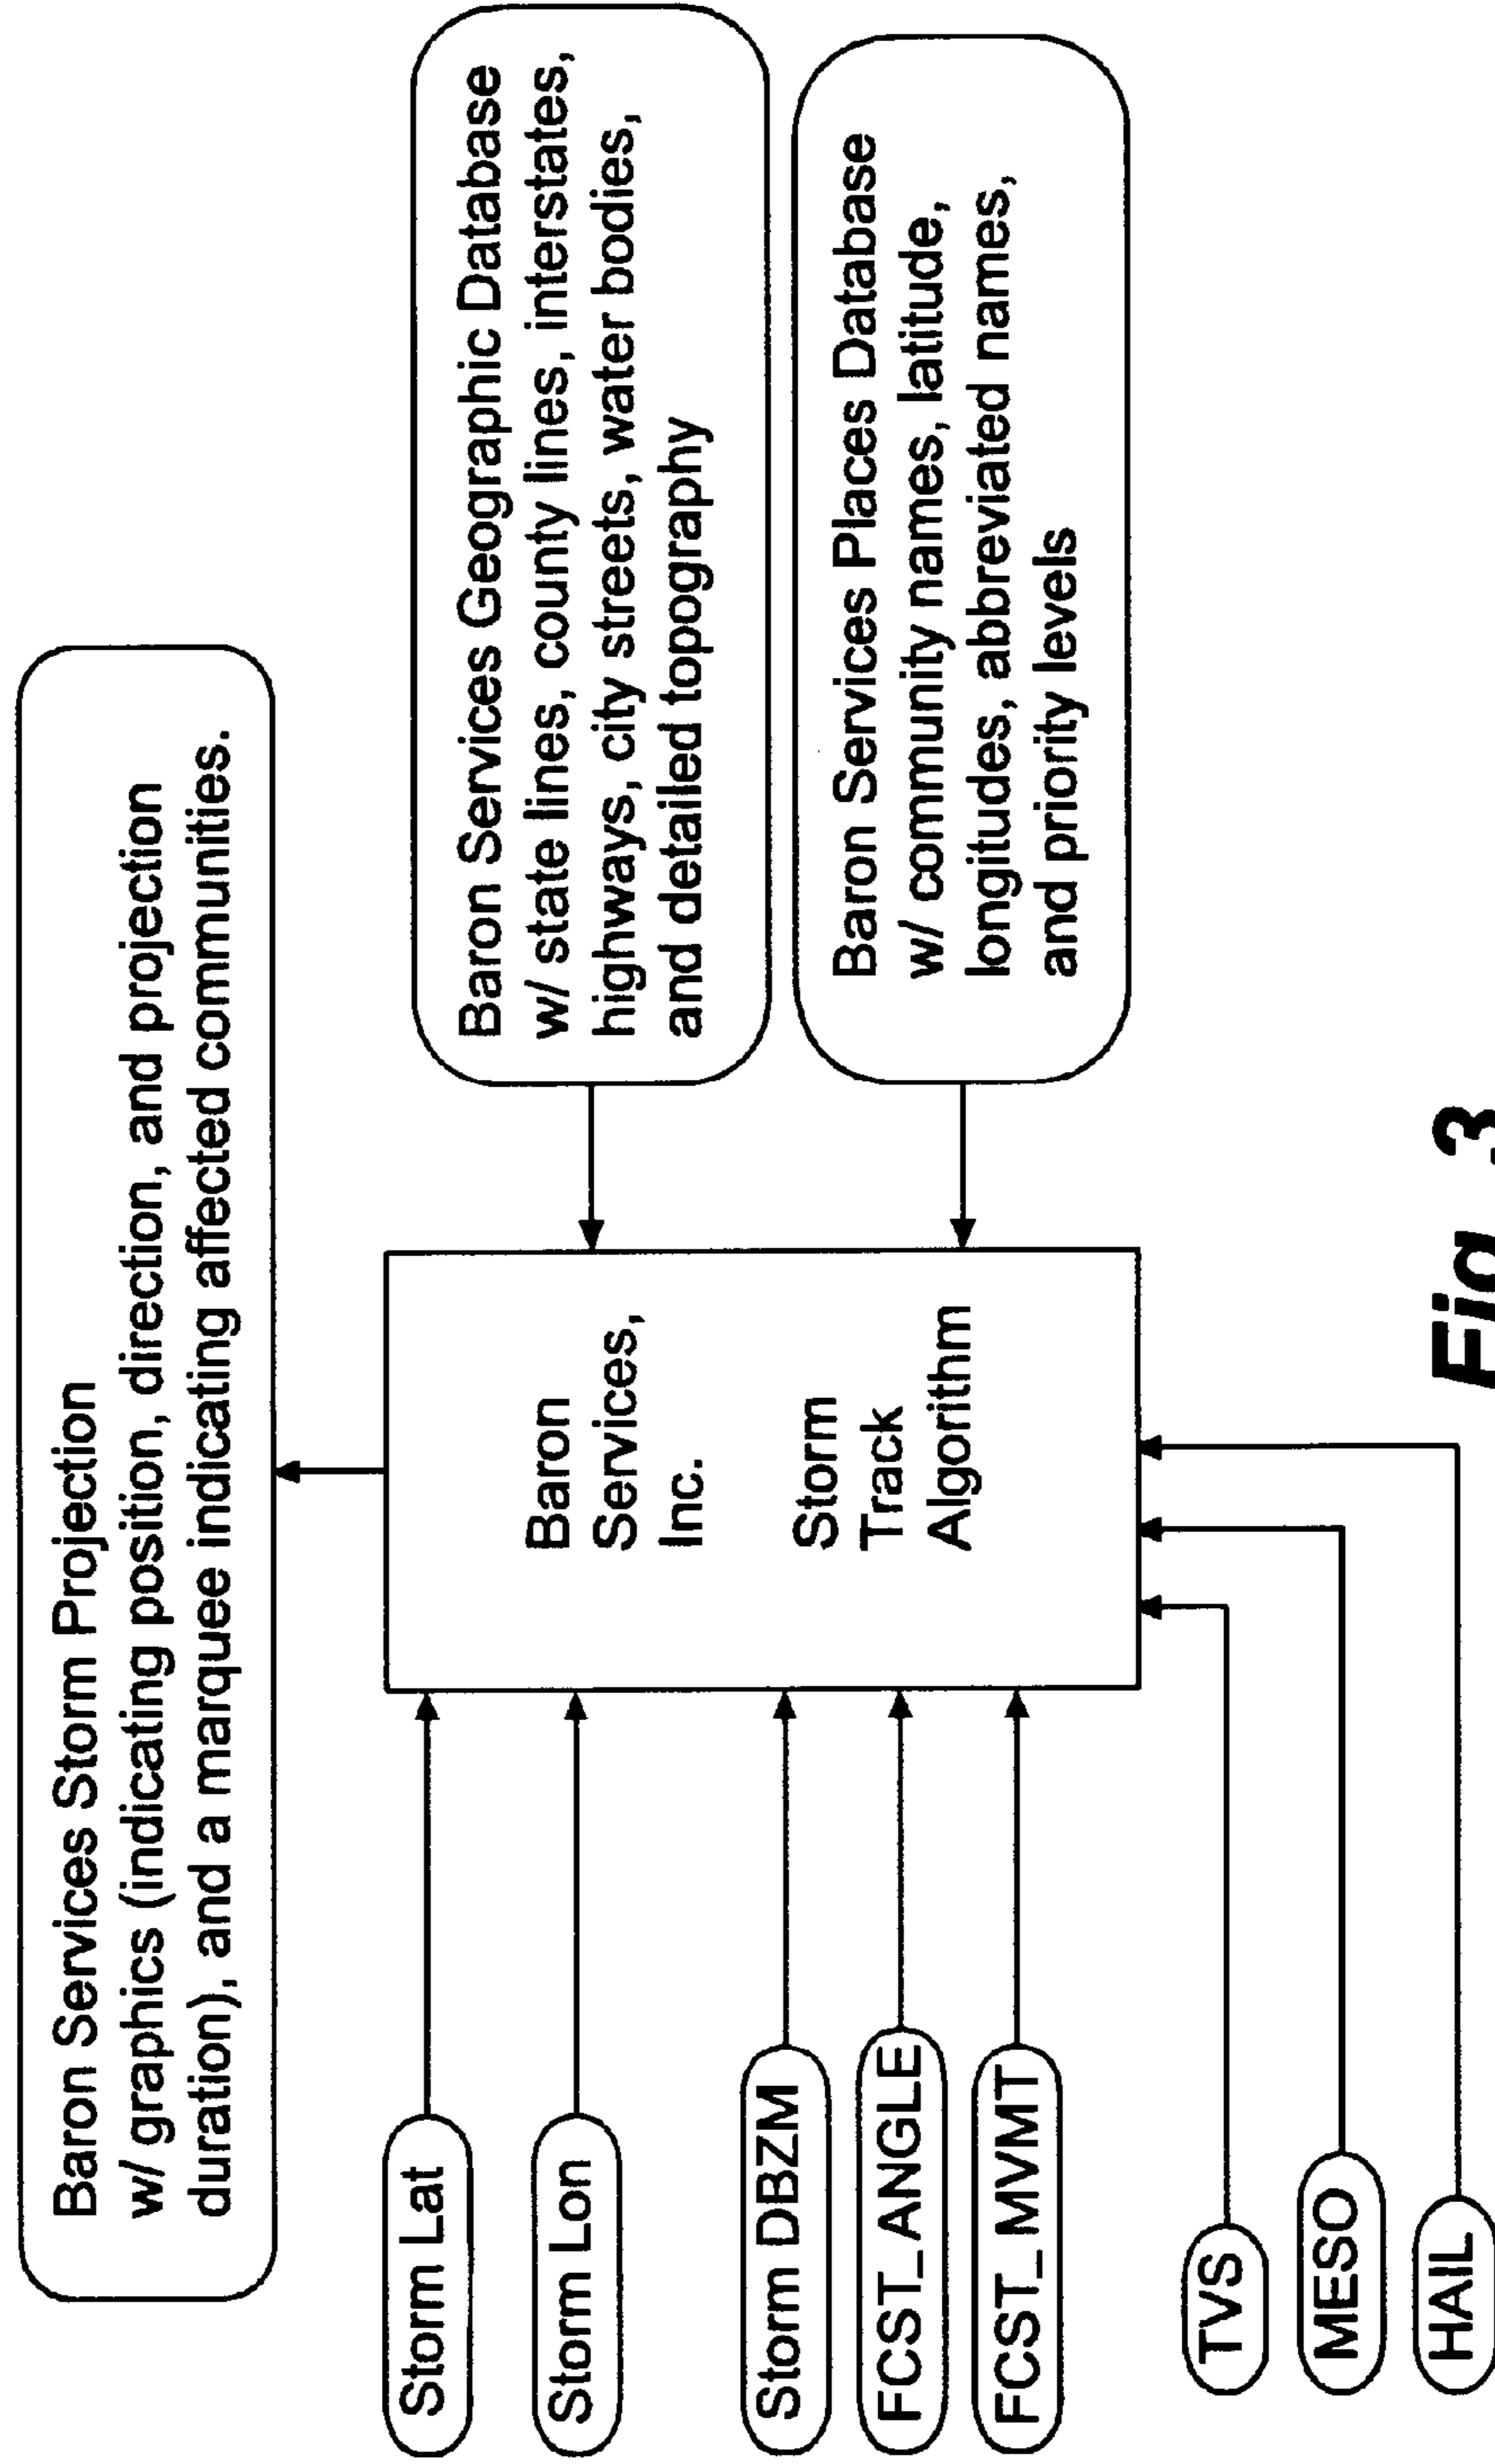 Baron Services Storm Projection
w/ graphics (indicating position, direction, and projection
duration), and a marquee indicating affected communities.
Storm Lat
Storm Lon
Storm DBZM
FCST_ANGLE
FCST_MVMT
TVS
MESO
HAIL
Baron
Services,
Inc.
Storm
Track
Algorithm
Baron Services Geographic Database
w/ state lines, county lines, interstates,
highways, city streets, water bodies,
and detailed topography
Baron Services Places Database
w/ community names, latitude,
longitudes, abbreviated names,
and priority levels
Fig. 3